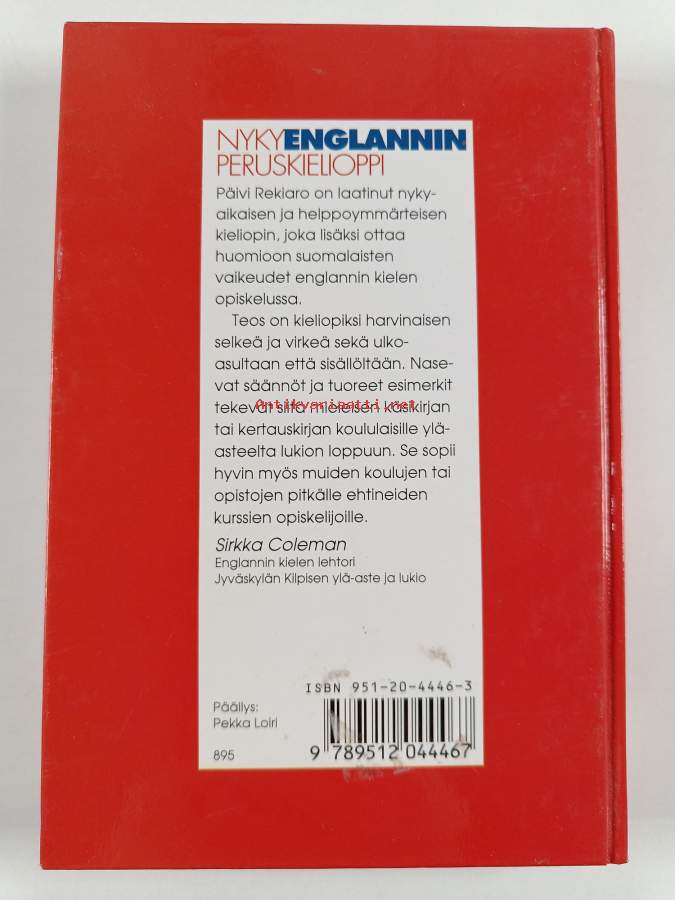 NYKYENGLANNIN
PERUSKIELIOPPI
Päivi Rekiaro on laatinut nyky-
aikaisen ja helppoymmärteisen
kieliopin, joka lisäksi ottaa
huomioon suomalaisten
vaikeudet englannin kielen
opiskelussa.
Teos on kieliopiksi harvinaisen
selkeä ja virkeä sekä ulko-
asultaan että sisällöltään. Nase-
vat säännöt ja tuoreet esimerkit
Antikvariaatti.net
tekevät siitä mieleisen käsikirjan
tai kertauskirjan koululaisille ylä-
asteelta lukion loppuun. Se sopii
hyvin myös muiden koulujen tai
opistojen pitkälle ehtineiden
kurssien opiskelijoille.
Sirkka Coleman
Englannin kielen lehtori
Jyväskylän Kilpisen ylä-aste ja lukio
ISBN 951-20-4446-3
Päällys:
Pekka Loiri
895
9 789512 044467